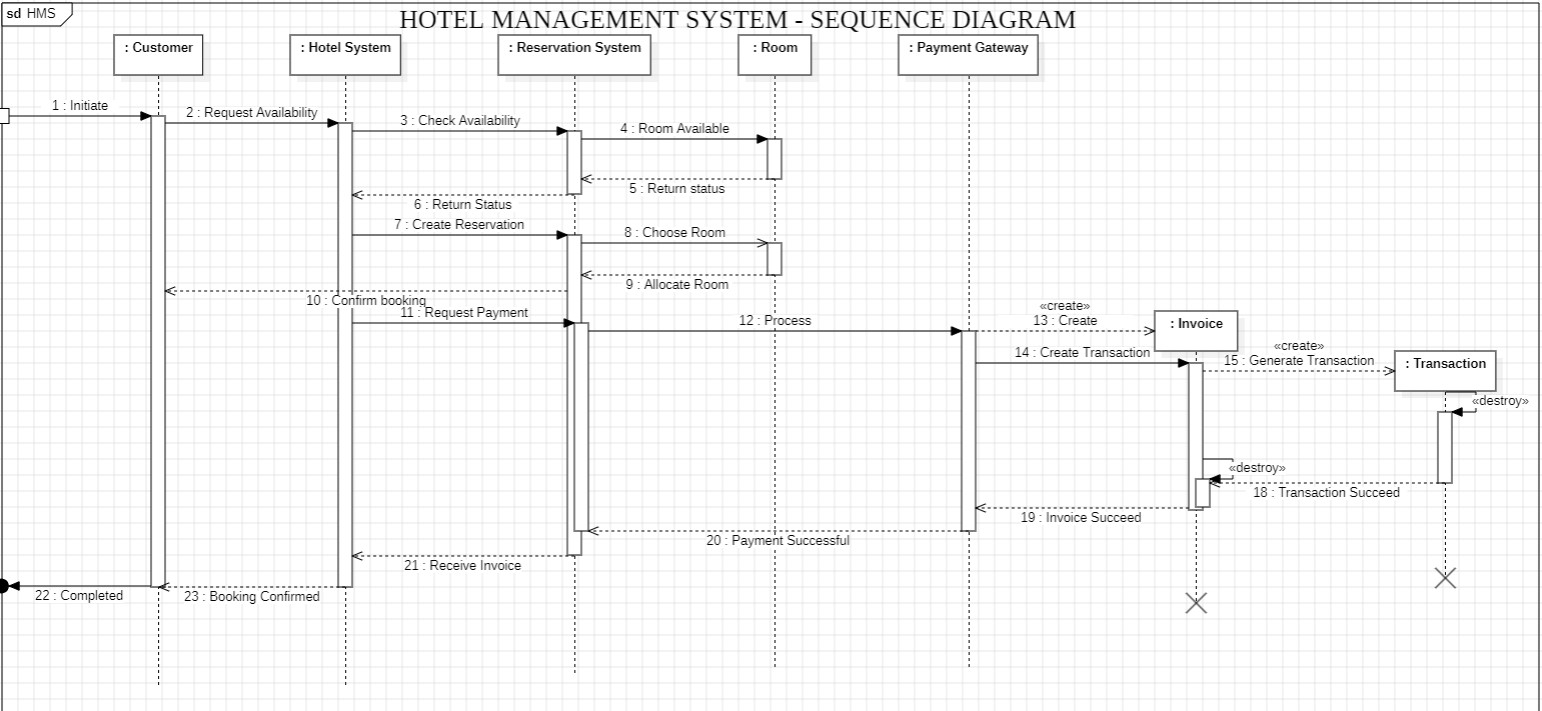 sd HMS
HOTEL MANAGEMENT SYSTEM - SEQUENCE DIAGRAM
: Customer
: Hotel System
: Reservation System
: Room
: Payment Gateway
1 : Initiate
2 : Request Availability
3 : Check Availability
4 : Room Available
5 : Return status
6 : Return Status
7 : Create Reservation
8 : Choose Room
9 : Allocate Room
10 : Confirm booking
11 : Request Payment
12 : Process
«create»
13 : Create
: Invoice
14 : Create Transaction
«create»
15 : Generate Transaction
: Transaction
«destroy»
«destroy»
18 : Transaction Succeed
19 : Invoice Succeed
20 : Payment Successful
21 : Receive Invoice
22 : Completed
23 : Booking Confirmed